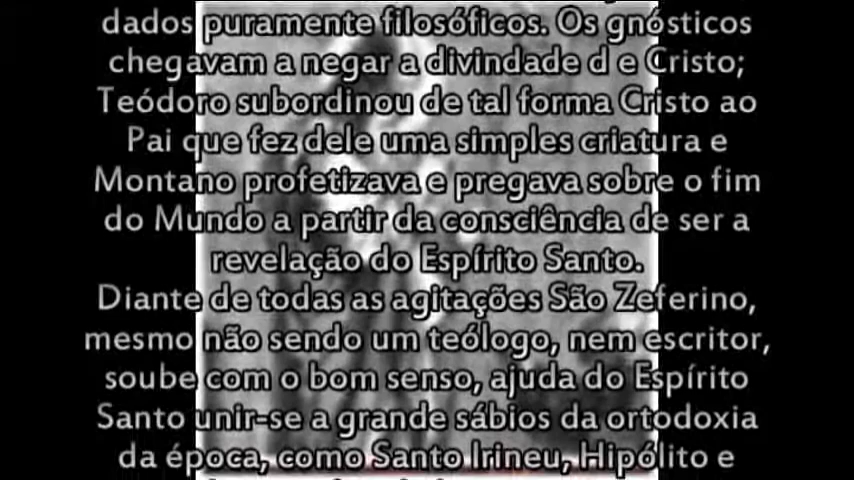 dados puramente filosóficos. Os gnósticos
chegavam a negar a divindade d e Cristo;
Teódoro subordinou de tal forma Cristo ao
Pai que fez dele uma simples criatura e
Montano profetizava e pregava sobre o fim
do Mundo a partir da consciência de ser a
revelação do Espírito Santo.
Diante de todas as agitações São Zeferino,
mesmo não sendo um teólogo, nem escritor,
soube com o bom senso, ajuda do Espírito
Santo unir-se a grande sábios da ortodoxia
da época, como Santo Irineu, Hipólito e